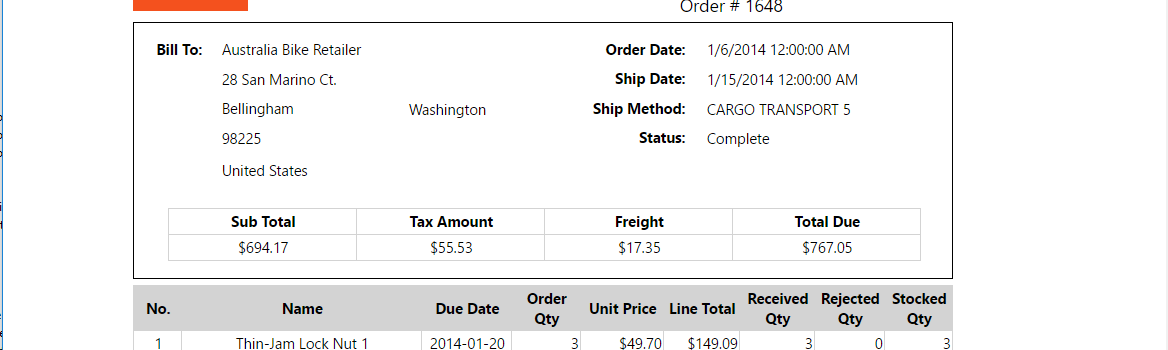 Order # 1648
Bill To: Australia Bike Retailer Order Date: 1/6/2014 12:00:00 AM
28 San Marino Ct. Ship Date: 1/15/2014 12:00:00 AM
Bellingham Washington Ship Method: CARGO TRANSPORT 5
98225 Status: Complete
United States
Sub Total Tax Amount Freight Total Due
$694.17 $55.53 $17.35 $767.05
No. Name Due Date Order Qty Unit Price Line Total Received Qty Rejected Qty Stocked Qty
1 Thin-Jam Lock Nut 1 2014-01-20 3 $49.70 $149.09 3 0 3